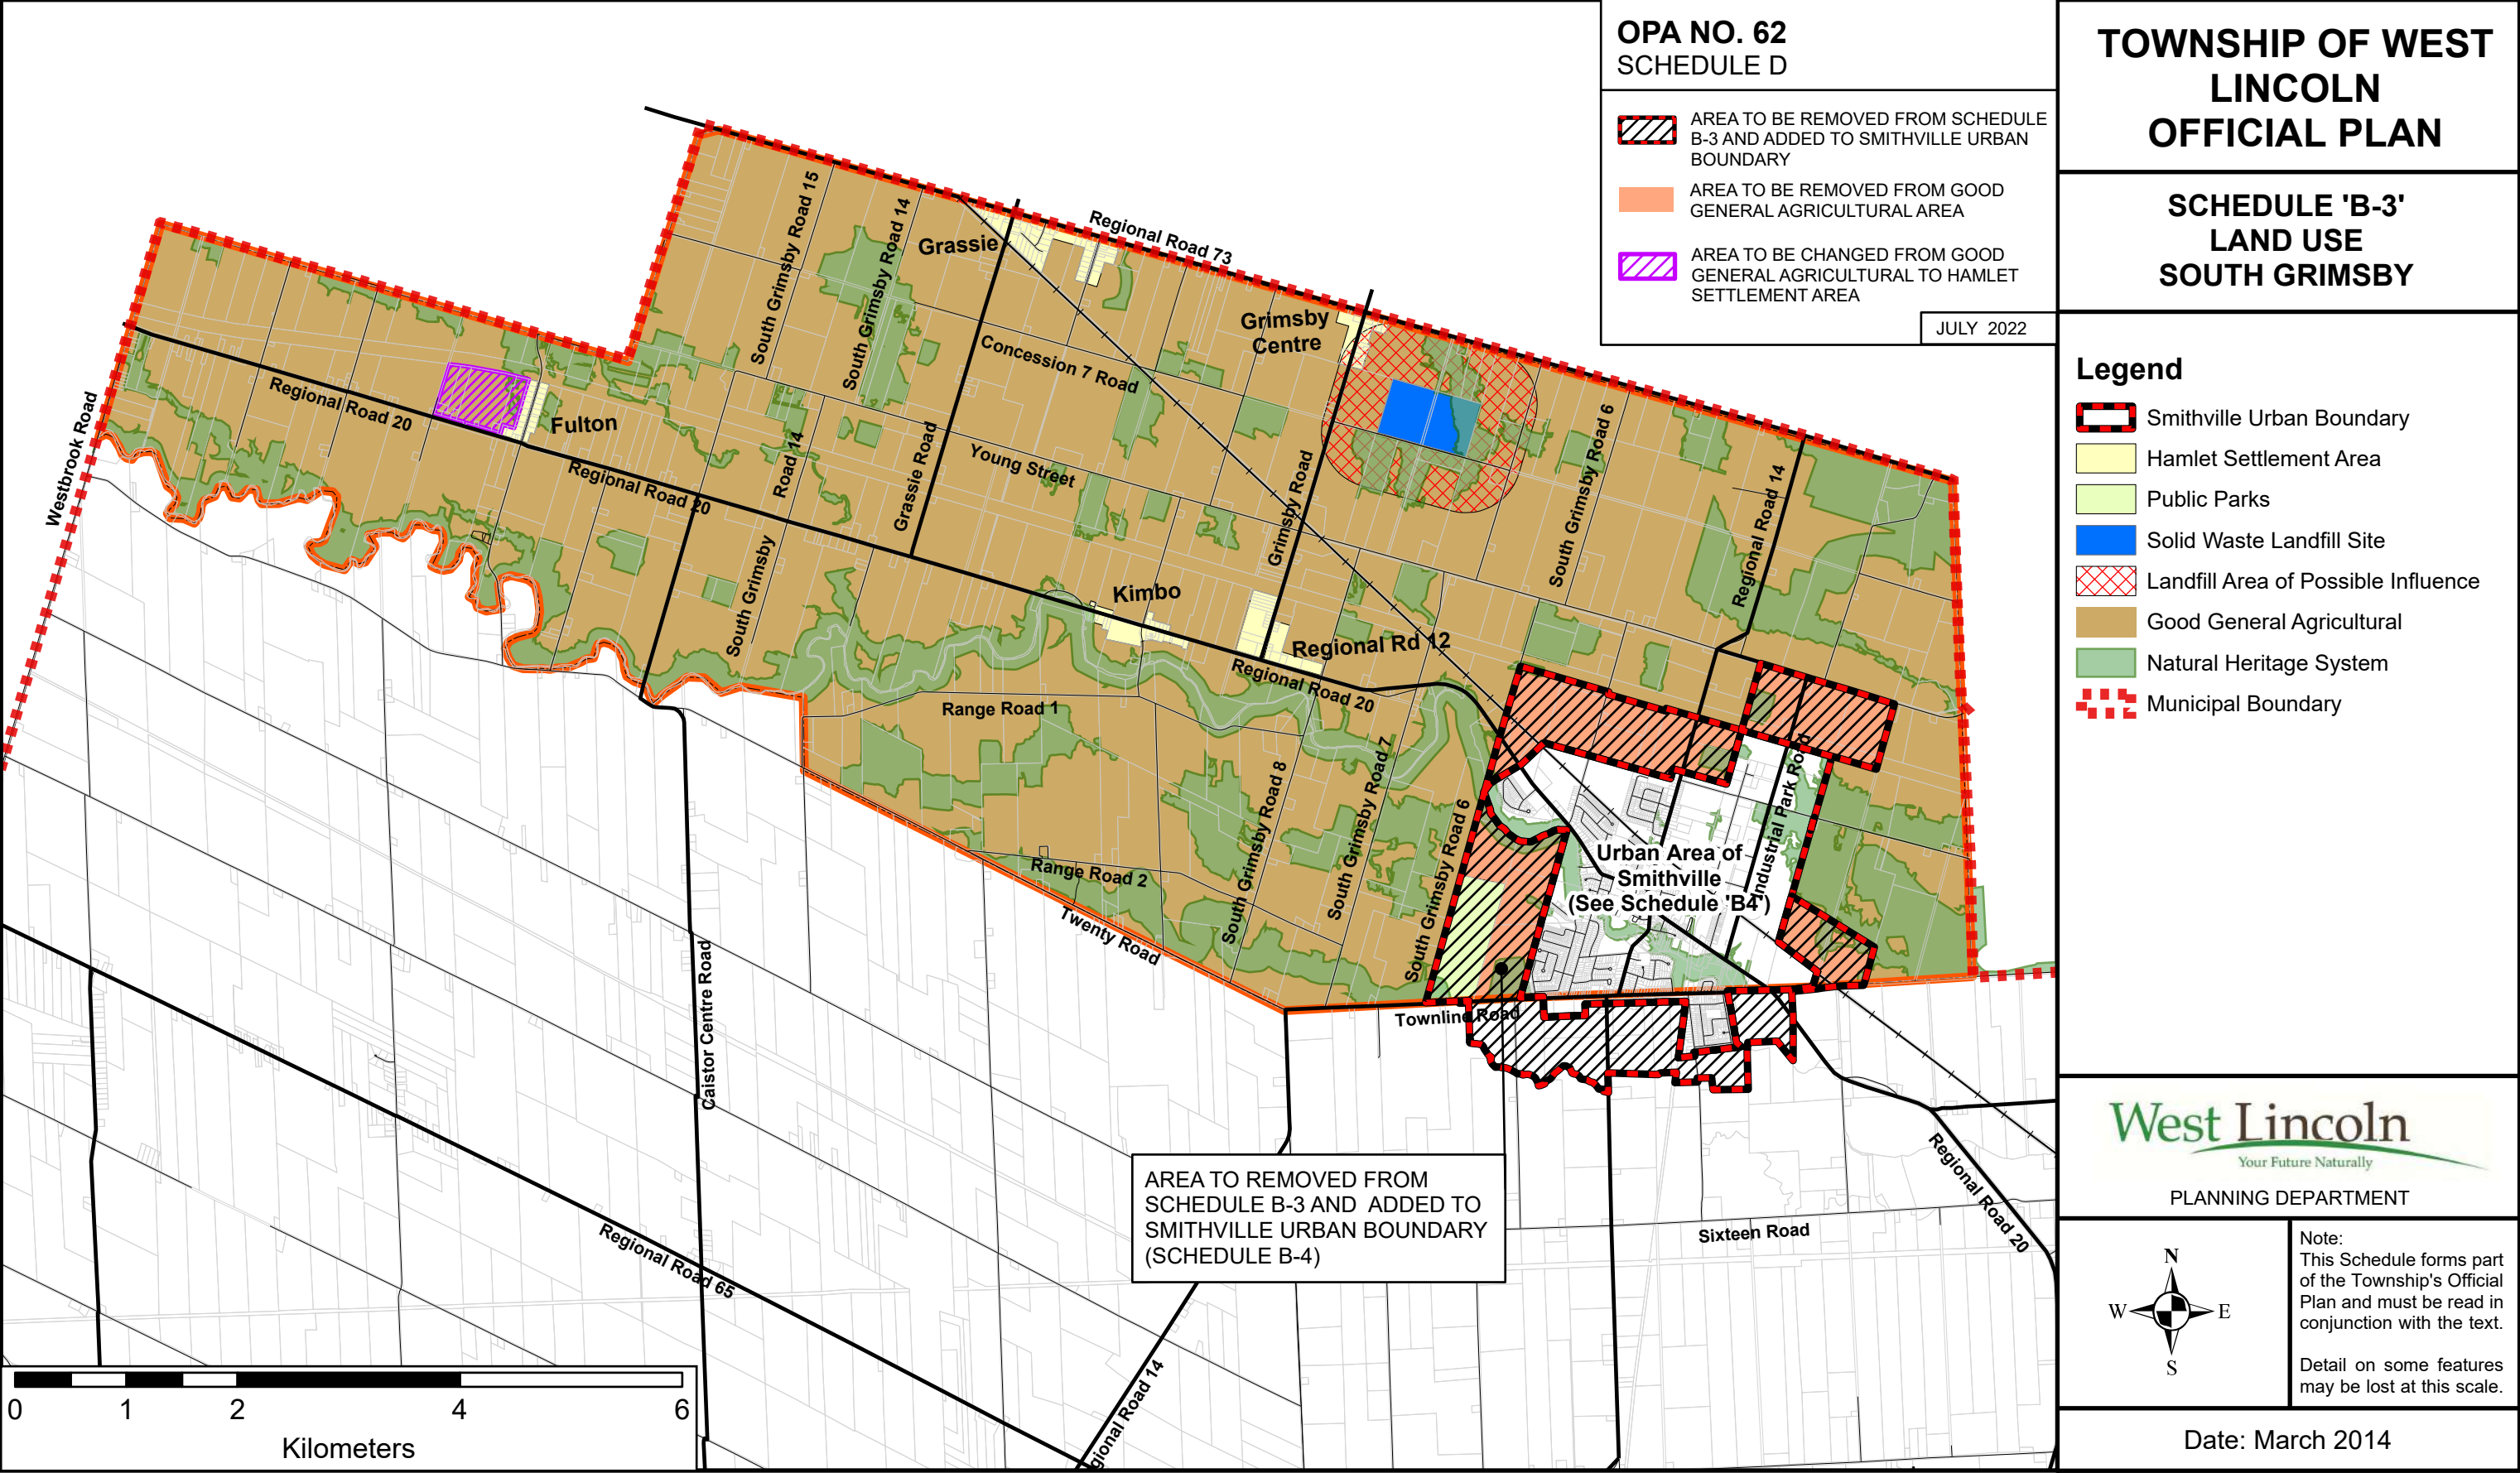 OPA NO. 62
SCHEDULE D
AREA TO BE REMOVED FROM SCHEDULE
B-3 AND ADDED TO SMITHVILLE URBAN
BOUNDARY
AREA TO BE REMOVED FROM GOOD
GENERAL AGRICULTURAL AREA
AREA TO BE CHANGED FROM GOOD
GENERAL AGRICULTURAL TO HAMLET
SETTLEMENT AREA
JULY 2022
TOWNSHIP OF WEST
LINCOLN
OFFICIAL PLAN
SCHEDULE 'B-3'
LAND USE
SOUTH GRIMSBY
Legend
Smithville Urban Boundary
Hamlet Settlement Area
Public Parks
Solid Waste Landfill Site
Landfill Area of Possible Influence
Good General Agricultural
Natural Heritage System
Municipal Boundary
West Lincoln
Your Future Naturally
PLANNING DEPARTMENT
N
W
E
S
Note:
This Schedule forms part
of the Township's Official
Plan and must be read in
conjunction with the text.
Detail on some features
may be lost at this scale.
Date: March 2014
Regional Road 73
South Grimsby Road 15
South Grimsby Road 14
Grassie
Grimsby
Centre
Concession 7 Road
Regional Road 20
Fulton
Westbrook Road
Regional Road 20
Road 14
Grassie Road
Young Street
Grimsby Road
South Grimsby Road 6
Regional Road 14
South Grimsby
Kimbo
Regional Rd 12
Regional Road 20
Range Road 1
South Grimsby Road 8
South Grimsby Road 7
South Grimsby Road 6
Industrial Park Road
Urban Area of
Smithville
(See Schedule 'B4')
Range Road 2
Twenty Road
Townline Road
Caistor Centre Road
AREA TO REMOVED FROM
SCHEDULE B-3 AND ADDED TO
SMITHVILLE URBAN BOUNDARY
(SCHEDULE B-4)
Regional Road 20
Sixteen Road
Regional Road 65
gional Road 14
0 1 2 4 6
Kilometers